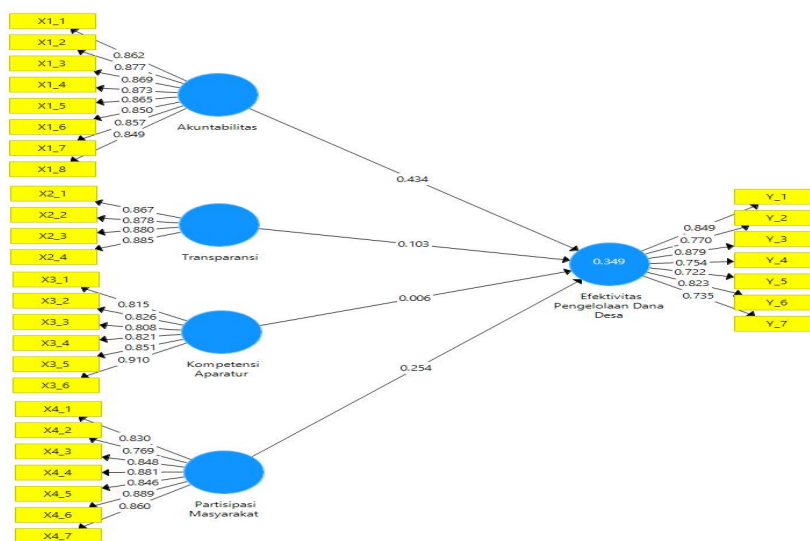 X1_1
X1_2
X1_3
X1_4
X1_5
X1_6
X1_7
X1_8
0.862
0.877
0.869
0.873
0.865
0.850
0.857
0.849
Akuntabilitas
X2_1
X2_2
X2_3
X2_4
0.867
0.878
0.880
0.885
Transparansi
X3_1
X3_2
X3_3
X3_4
X3_5
X3_6
0.815
0.826
0.808
0.821
0.851
0.910
Kompetensi
Aparatur
X4_1
X4_2
X4_3
X4_4
X4_5
X4_6
X4_7
0.830
0.769
0.848
0.881
0.846
0.889
0.860
Partisipasi
Masyarakat
0.434
0.103
0.006
0.254
0.349
Efektivitas
Pengelolaan Dana
Desa
0.849
0.770
0.879
0.754
0.722
0.823
0.735
Y_1
Y_2
Y_3
Y_4
Y_5
Y_6
Y_7